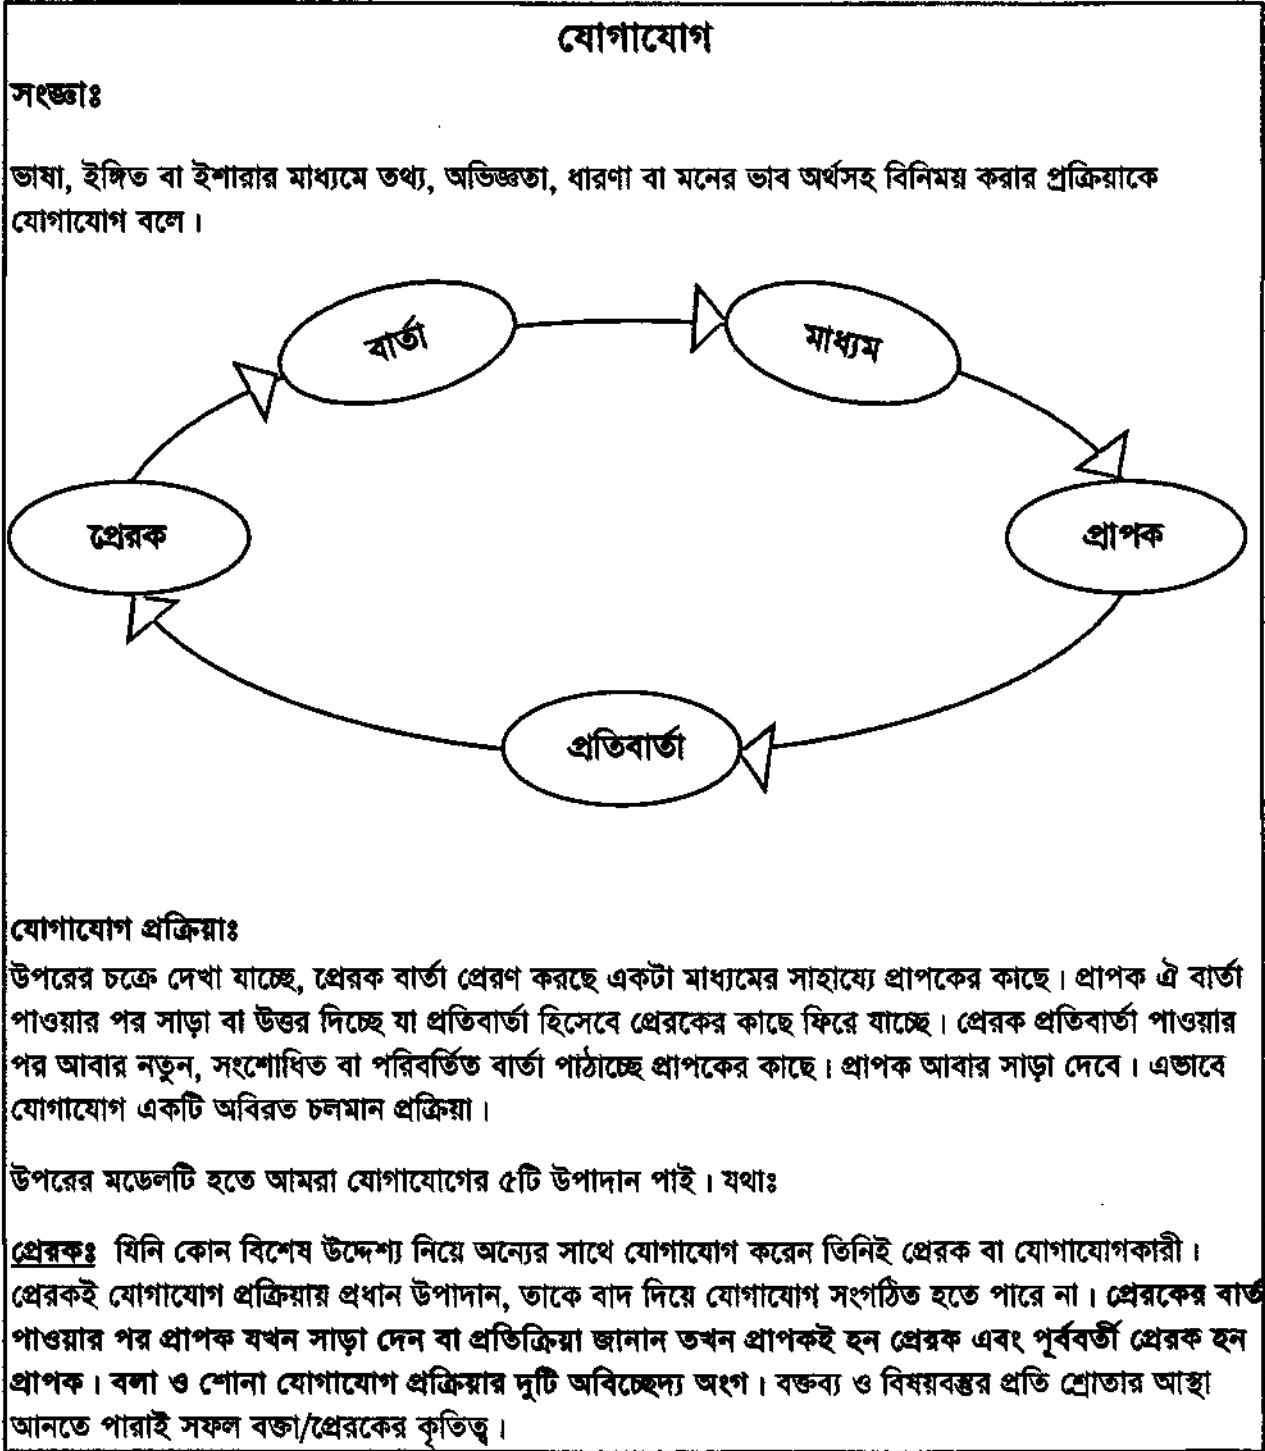 যোগাযোগ
সংজ্ঞাঃ
ভাষা, ইঙ্গিত বা ইশারার মাধ্যমে তথ্য, অভিজ্ঞতা, ধারণা বা মনের ভাব অর্থসহ বিনিময় করার প্রক্রিয়াকে
যোগাযোগ বলে।
বার্তা
মাধ্যম
প্রেরক
প্রাপক
প্রতিবার্তা
যোগাযোগ প্রক্রিয়াঃ
উপরের চক্রে দেখা যাচ্ছে, প্রেরক বার্তা প্রেরণ করছে একটা মাধ্যমের সাহায্যে প্রাপকের কাছে। প্রাপক ঐ বার্তা
পাওয়ার পর সাড়া বা উত্তর দিচ্ছে যা প্রতিবার্তা হিসেবে প্রেরকের কাছে ফিরে যাচ্ছে। প্রেরক প্রতিবার্তা পাওয়ার
পর আবার নতুন, সংশোধিত বা পরিবর্তিত বার্তা পাঠাচ্ছে প্রাপকের কাছে। প্রাপক আবার সাড়া দেবে। এভাবে
যোগাযোগ একটি অবিরত চলমান প্রক্রিয়া।
উপরের মডেলটি হতে আমরা যোগাযোগের ৫টি উপাদান পাই। যথাঃ
প্রেরকঃ যিনি কোন বিশেষ উদ্দেশ্য নিয়ে অন্যের সাথে যোগাযোগ করেন তিনিই প্রেরক বা যোগাযোগকারী।
প্রেরকই যোগাযোগ প্রক্রিয়ায় প্রধান উপাদান, তাকে বাদ দিয়ে যোগাযোগ সংগঠিত হতে পারে না। প্রেরকের বার্তা
পাওয়ার পর প্রাপক যখন সাড়া দেন বা প্রতিক্রিয়া জানান তখন প্রাপকই হন প্রেরক এবং পূর্ববর্তী প্রেরক হন
প্রাপক। বলা ও শোনা যোগাযোগ প্রক্রিয়ার দুটি অবিচ্ছেদ্য অংগ। বক্তব্য ও বিষয়বস্তুর প্রতি শ্রোতার আস্থা
আনতে পারাই সফল বক্তা/প্রেরকের কৃতিত্ব।